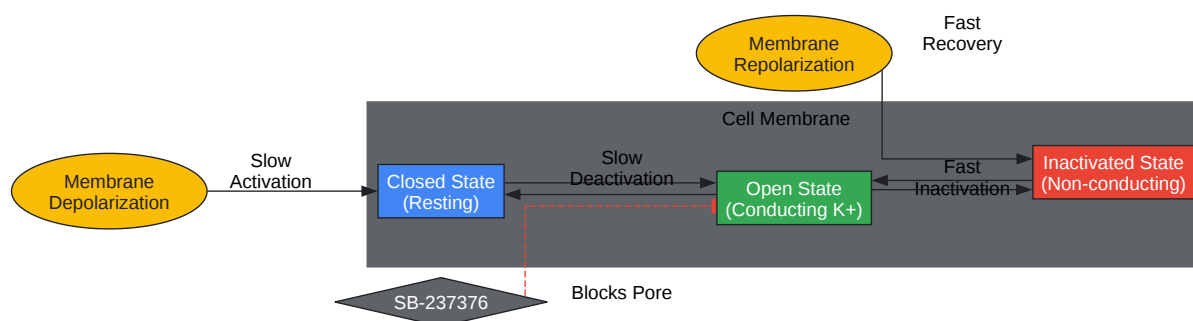 Fast
Recovery
Membrane
Repolarization
Cell Membrane
Slow
Activation
Membrane
Depolarization
Closed State
(Resting)
Slow
Deactivation
Open State
(Conducting K+)
Fast
Inactivation
Inactivated State
(Non-conducting)
SB-237376
Blocks Pore